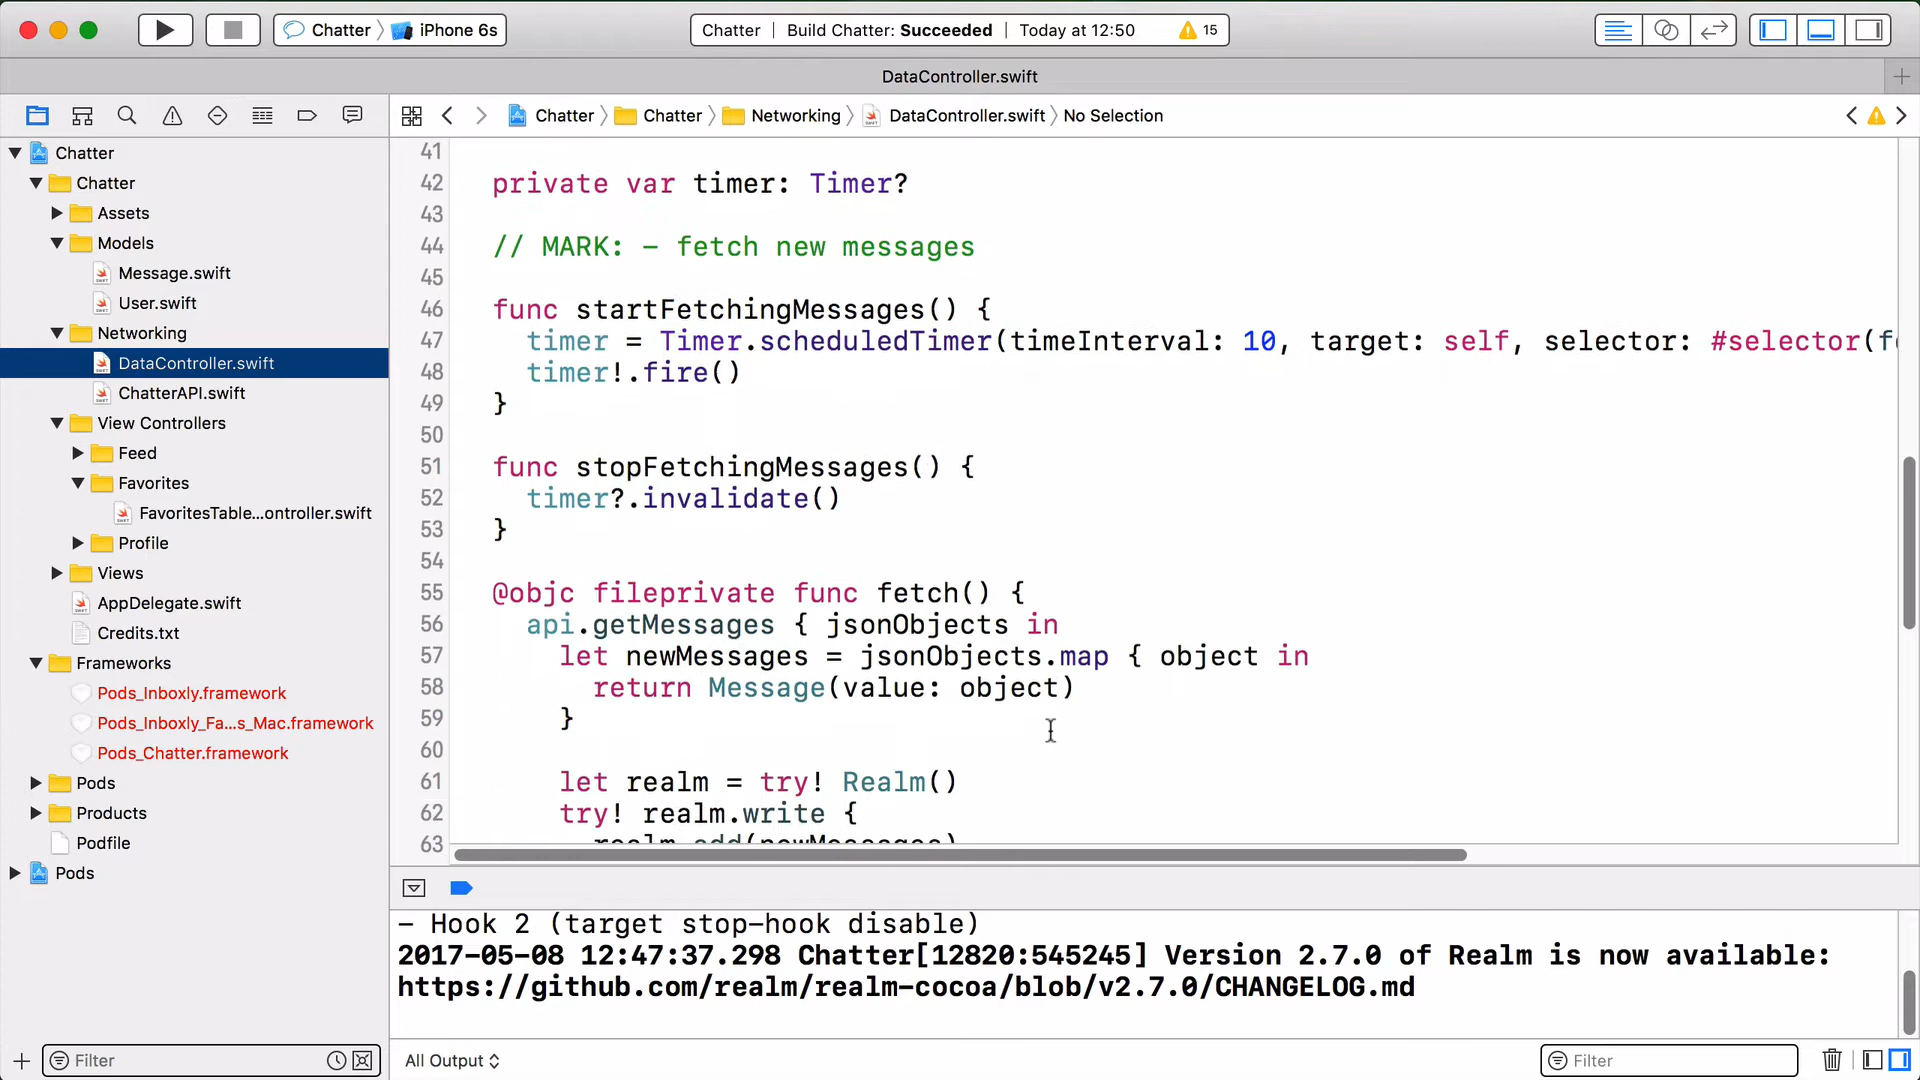 Chatter
iPhone 6s
Chatter
Build Chatter: Succeeded
Today at 12:50
15
DataController.swift
Chatter
Chatter
Networking
DataController.swift
No Selection
Chatter
Chatter
Assets
Models
Message.swift
User.swift
Networking
DataController.swift
ChatterAPI.swift
View Controllers
Feed
Favorites
FavoritesTable...ontroller.swift
Profile
Views
AppDelegate.swift
Credits.txt
Frameworks
Pods_Inboxly.framework
Pods_Inboxly_Fa...s_Mac.framework
Pods_Chatter.framework
Pods
Products
Podfile
Pods
Filter
41
42 private var timer: Timer?
43
44 // MARK: - fetch new messages
45
46 func startFetchingMessages() {
47 timer = Timer.scheduledTimer(timeInterval: 10, target: self, selector: #selector(f
48 timer!.fire()
49 }
50
51 func stopFetchingMessages() {
52 timer?.invalidate()
53 }
54
55 @objc fileprivate func fetch() {
56 api.getMessages { jsonObjects in
57 let newMessages = jsonObjects.map { object in
58 return Message(value: object)
59 }
60
61 let realm = try! Realm()
62 try! realm.write {
63 realm.add(newMessages)
- Hook 2 (target stop-hook disable)
2017-05-08 12:47:37.298 Chatter[12820:545245] Version 2.7.0 of Realm is now available:
https://github.com/realm/realm-cocoa/blob/v2.7.0/CHANGELOG.md
All Output
Filter